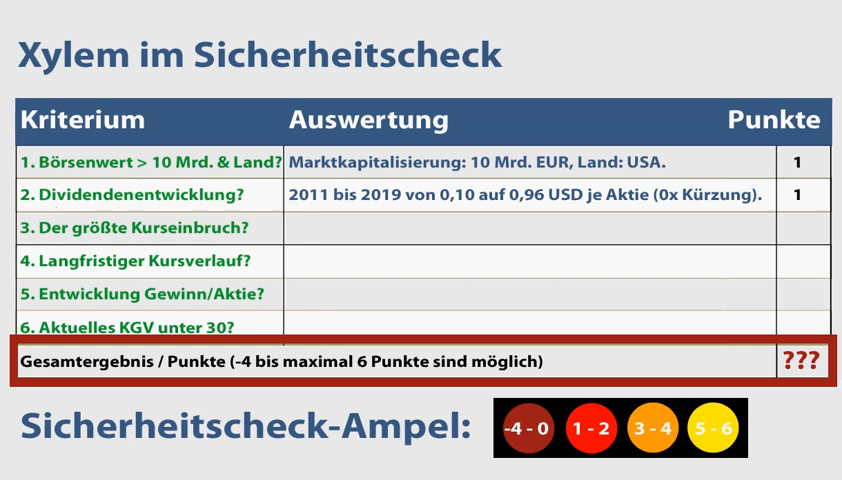 Xylem im Sicherheitscheck
Kriterium Auswertung Punkte
1. Börsenwert > 10 Mrd. & Land? Marktkapitalisierung: 10 Mrd. EUR, Land: USA. 1
2. Dividendenentwicklung? 2011 bis 2019 von 0,10 auf 0,96 USD je Aktie (0x Kürzung). 1
3. Der größte Kurseinbruch?
4. Langfristiger Kursverlauf?
5. Entwicklung Gewinn/Aktie?
6. Aktuelles KGV unter 30?
Gesamtergebnis / Punkte (-4 bis maximal 6 Punkte sind möglich) ???
Sicherheitscheck-Ampel: -4 - 0 1 - 2 3 - 4 5 - 6